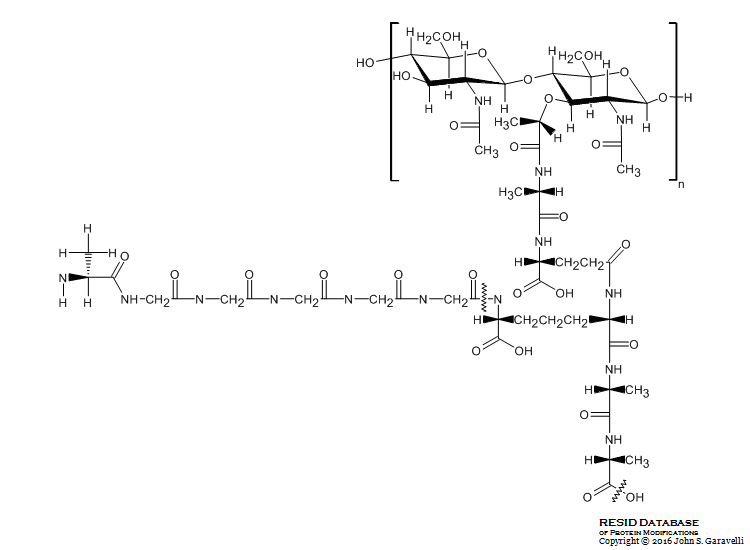 H H₂COH H O H H₂COH H O
HO HO H H NH H O O H H NH H O–H
O CH₃ H₃C H O CH₃ n
O NH
H₃C H
O
NH
H CH₂CH₂ O
O OH
H
H H O
N H H NH–CH₂ O N–CH₂ O N–CH₂ O N–CH₂ O N–CH₂ O N NH
H CH₂CH₂CH₂ H
O OH O
NH
H CH₃
O
NH
H CH₃
O OH
RESID DATABASE
OF PROTEIN MODIFICATIONS
Copyright © 2016 John S. Garavelli